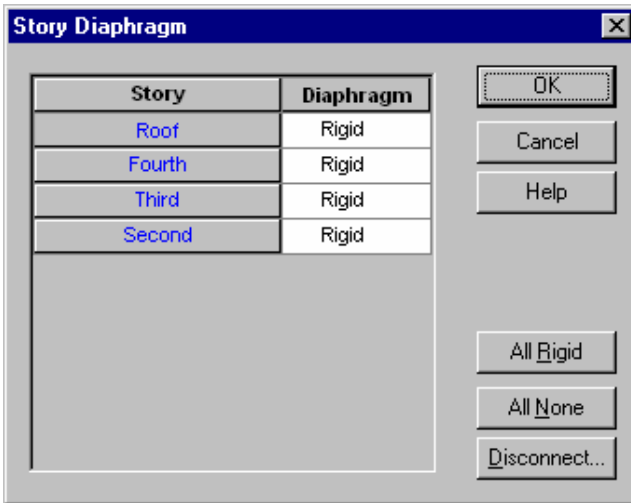 Story Diaphragm
Story Diaphragm
Roof Rigid
Fourth Rigid
Third Rigid
Second Rigid
OK
Cancel
Help
All Rigid
All None
Disconnect...